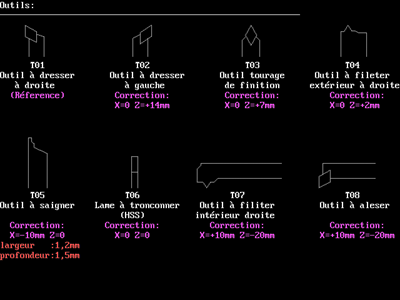 Outils:
T01
Outil à dresser
à droite
(Réference)
T02
Outil à dresser
à gauche
Correction:
X=0 Z=+14mm
T03
Outil tourage
de finition
Correction:
X=0 Z=+7mm
T04
Outil à fileter
extérieur à droite
Correction:
X=0 Z=+2mm
T05
Outil à saigner
Correction:
X=-10mm Z=0
largeur :1,2mm
profondeur:1,5mm
T06
Lame à tronconner
(HSS)
Correction:
X=0 Z=0
T07
Outil à filiter
intérieur droite
Correction:
X=+10mm Z=-20mm
T08
Outil à aleser
Correction:
X=+10mm Z=-20mm